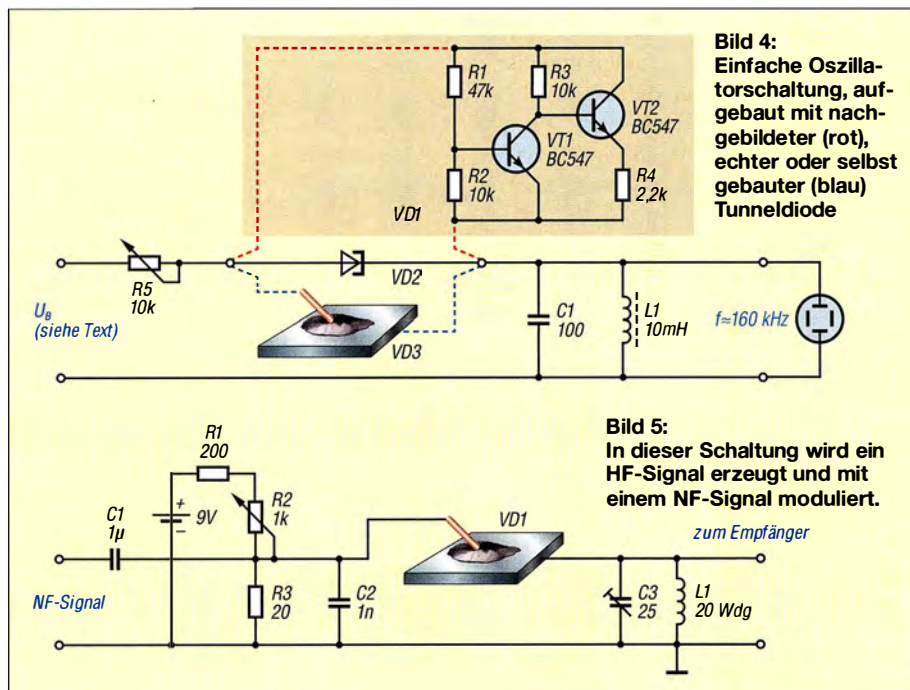 R1
47k
R3
10k
VT2
BC547
VT1
BC547
R2
10k
R4
2,2k
VD1
Bild 4:
Einfache Oszilla-
torschaltung, auf-
gebaut mit nach-
gebildeter (rot),
echter oder selbst
gebauter (blau)
Tunneldiode
R5
10k
VD2
UB
(siehe Text)
VD3
C1
100
L1
10mH
f≈160 kHz
Bild 5:
In dieser Schaltung wird ein
HF-Signal erzeugt und mit
einem NF-Signal moduliert.
R1
200
C1
1µ
+
9V
–
R2
1k
VD1
zum Empfänger
NF-Signal
R3
20
C2
1n
C3
25
L1
20 Wdg